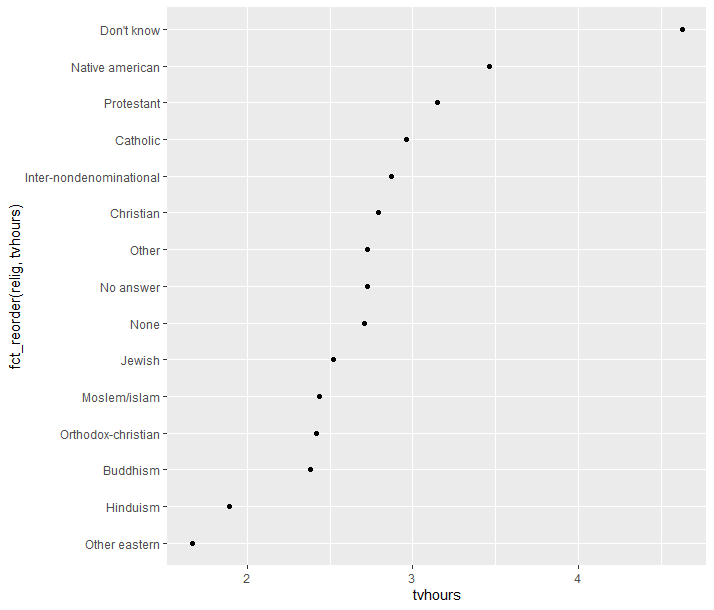 fct_reorder(relig, tvhours)
Don't know
Native american
Protestant
Catholic
Inter-nondenominational
Christian
Other
No answer
None
Jewish
Moslem/islam
Orthodox-christian
Buddhism
Hinduism
Other eastern
2 3 4
tvhours